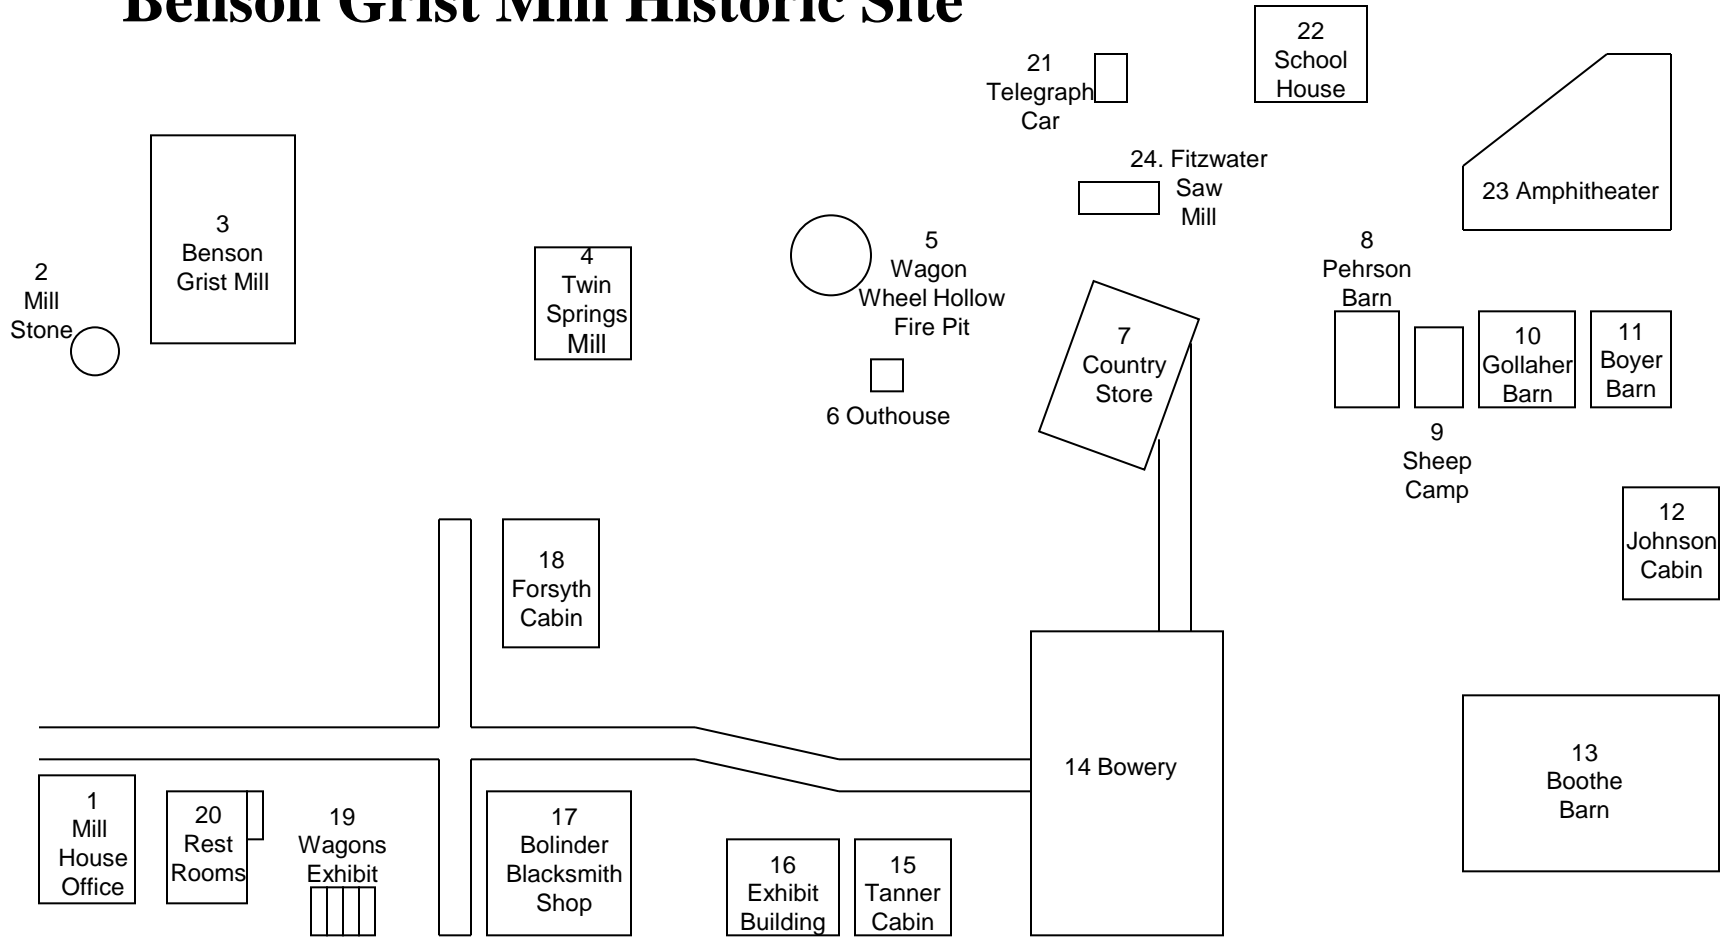 Benson Grist Mill Historic Site
22
School
House
21
Telegraph
Car
24. Fitzwater
Saw
Mill
23 Amphitheater
3
Benson
Grist Mill
2
Mill
Stone
4
Twin
Springs
Mill
5
Wagon
Wheel Hollow
Fire Pit
6 Outhouse
7
Country
Store
8
Pehrson
Barn
9
Sheep
Camp
10
Gollaher
Barn
11
Boyer
Barn
12
Johnson
Cabin
18
Forsyth
Cabin
14 Bowery
13
Boothe
Barn
1
Mill
House
Office
20
Rest
Rooms
19
Wagons
Exhibit
17
Bolinder
Blacksmith
Shop
16
Exhibit
Building
15
Tanner
Cabin